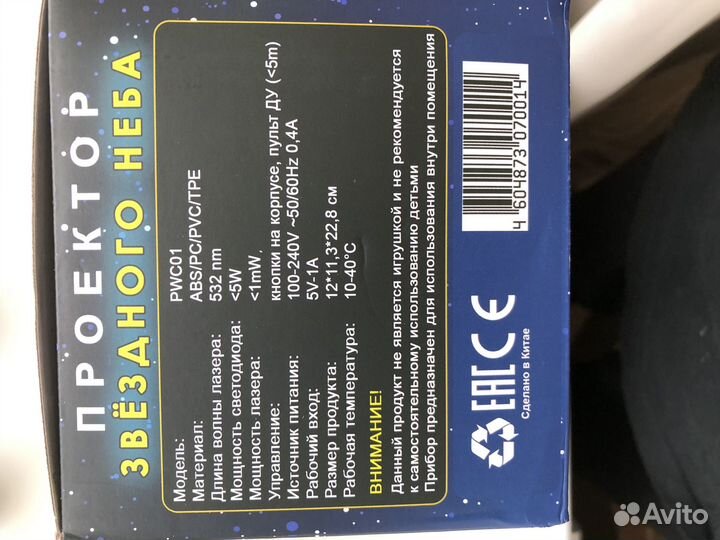 ПРОЕКТОР
ЗВЁЗДНОГО НЕБА
Модель: PWC01
Материал: ABS/PC/PVC/TPE
Длина волны лазера: 532 nm
Мощность светодиода: <5W
Мощность лазера: <1mW
Управление: кнопки на корпусе, пульт ДУ (<5m)
Источник питания: 100-240V ~50/60Hz 0,4A
Рабочий вход: 5V-1A
Размер продукта: 12*11,3*22,8 см
Рабочая температура: 10-40°C
ВНИМАНИЕ!
Данный продукт не является игрушкой и не рекомендуется
к самостоятельному использованию детьми
Прибор предназначен для использования внутри помещения
EAC CE
Сделано в Китае
4 604873 070014
Avito